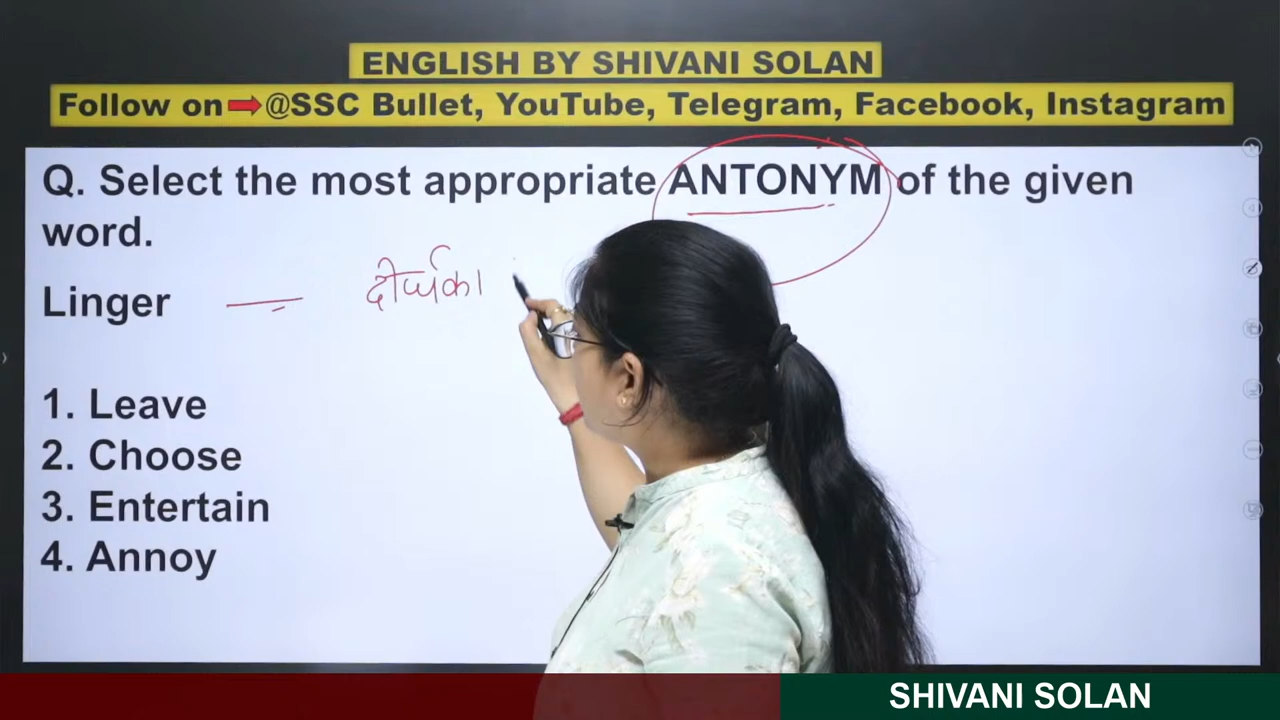 ENGLISH BY SHIVANI SOLAN
Follow on➡@SSC Bullet, YouTube, Telegram, Facebook, Instagram
Q. Select the most appropriate ANTONYM of the given
word.
Linger — दीर्घका
1. Leave
2. Choose
3. Entertain
4. Annoy
SHIVANI SOLAN